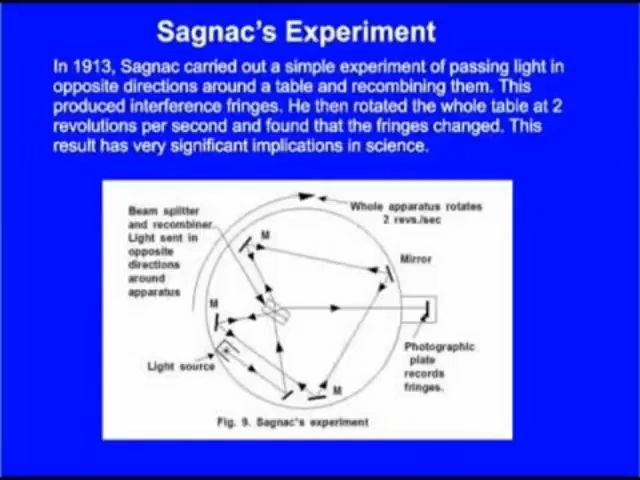 Sagnac's Experiment
In 1913, Sagnac carried out a simple experiment of passing light in
opposite directions around a table and recombining them. This
produced interference fringes. He then rotated the whole table at 2
revolutions per second and found that the fringes changed. This
result has very significant implications in science.
Whole apparatus rotates
2 revs./sec
Beam splitter
and recombiner.
Light sent in
opposite
directions
around
apparatus
M
Mirror
M
Light source
M
Photographic
plate
records
fringes.
Fig. 9. Sagnac's experiment